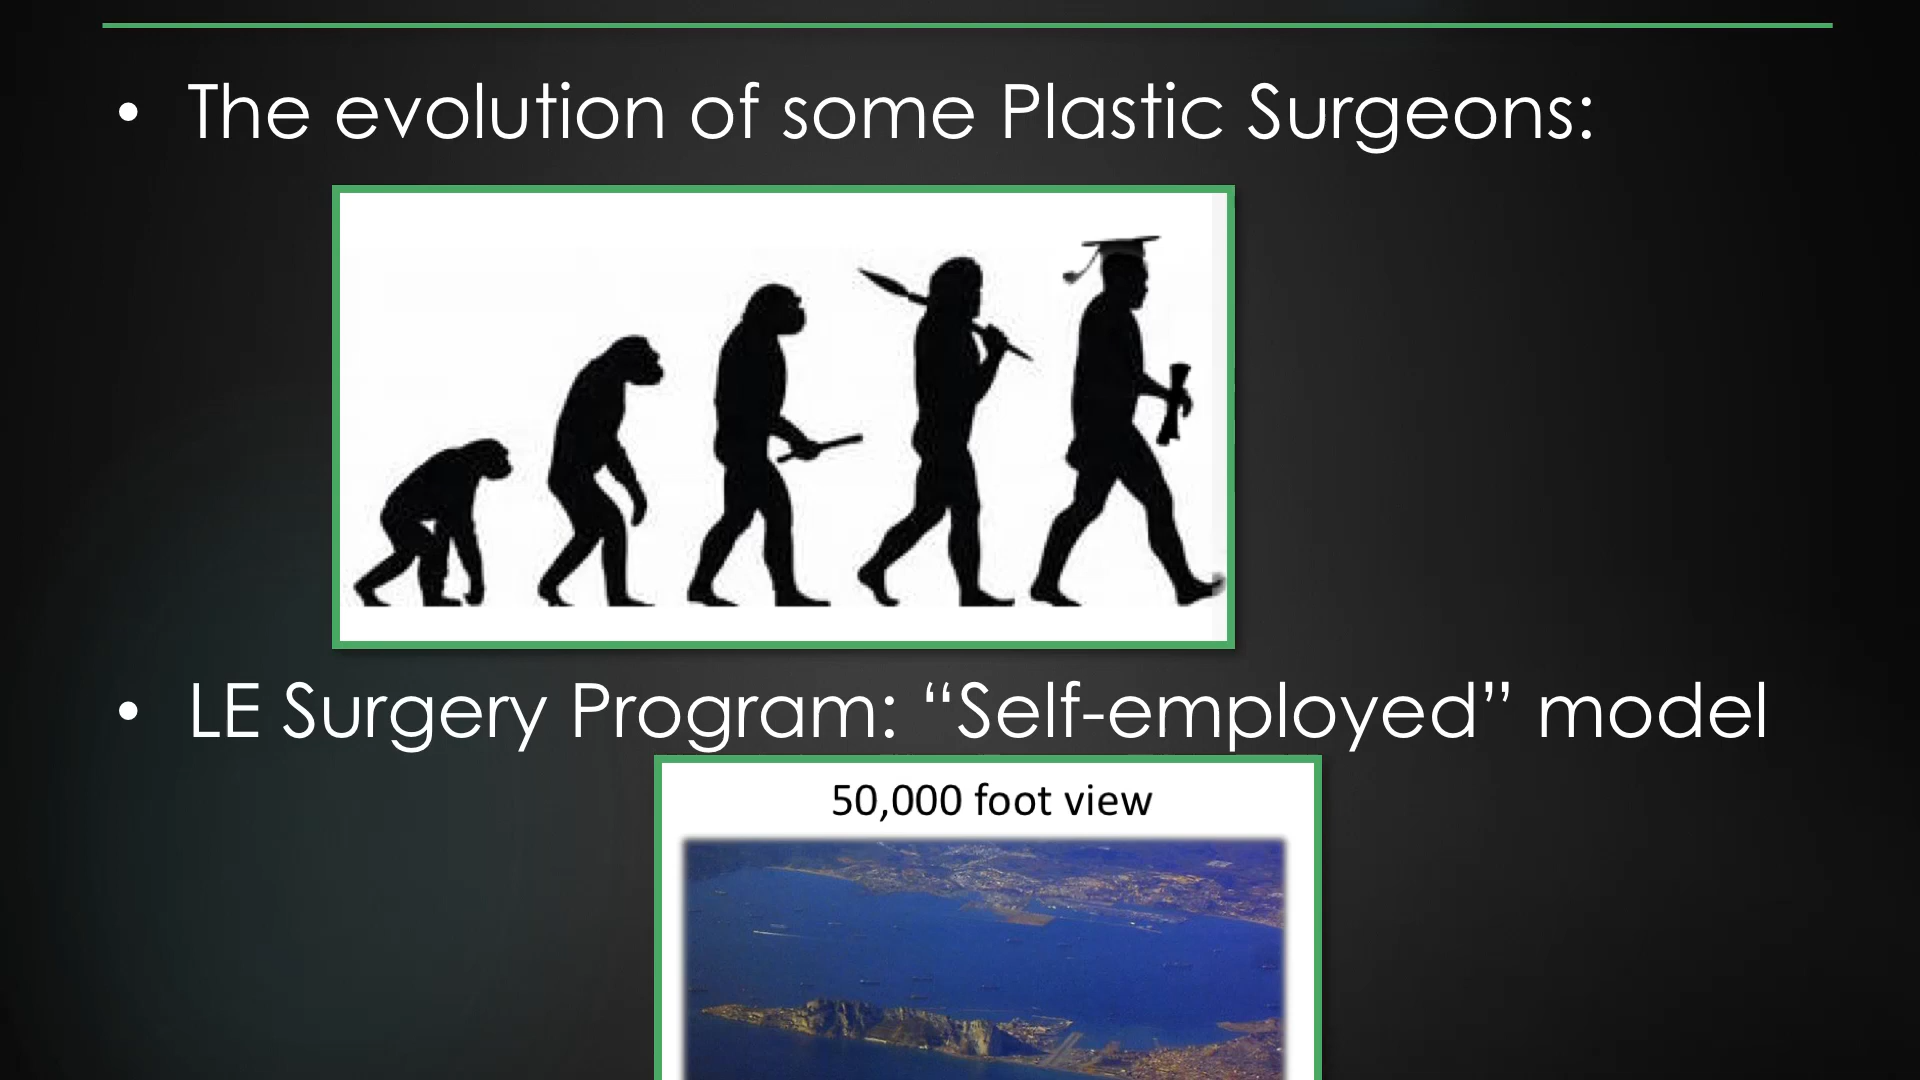 • The evolution of some Plastic Surgeons:
• LE Surgery Program: “Self-employed” model
50,000 foot view